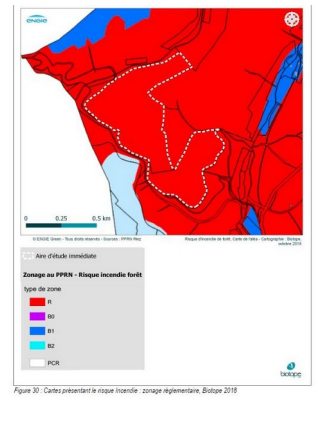 ENGIE
0 0.25 0.5 km
© ENGIE Green - Tous droits réservés - Sources : PPRN
Risque d'incendie de forêt, Carte de l'aléa - Cartographie : Biotope, octobre 2018
Aire d'étude immédiate
Zonage au PPRN - Risque incendie forêt
type de zone
R
B0
B1
B2
PCR
biotope
Figure 30 : Cartes présentant le risque Incendie : zonage réglementaire, Biotope 2018